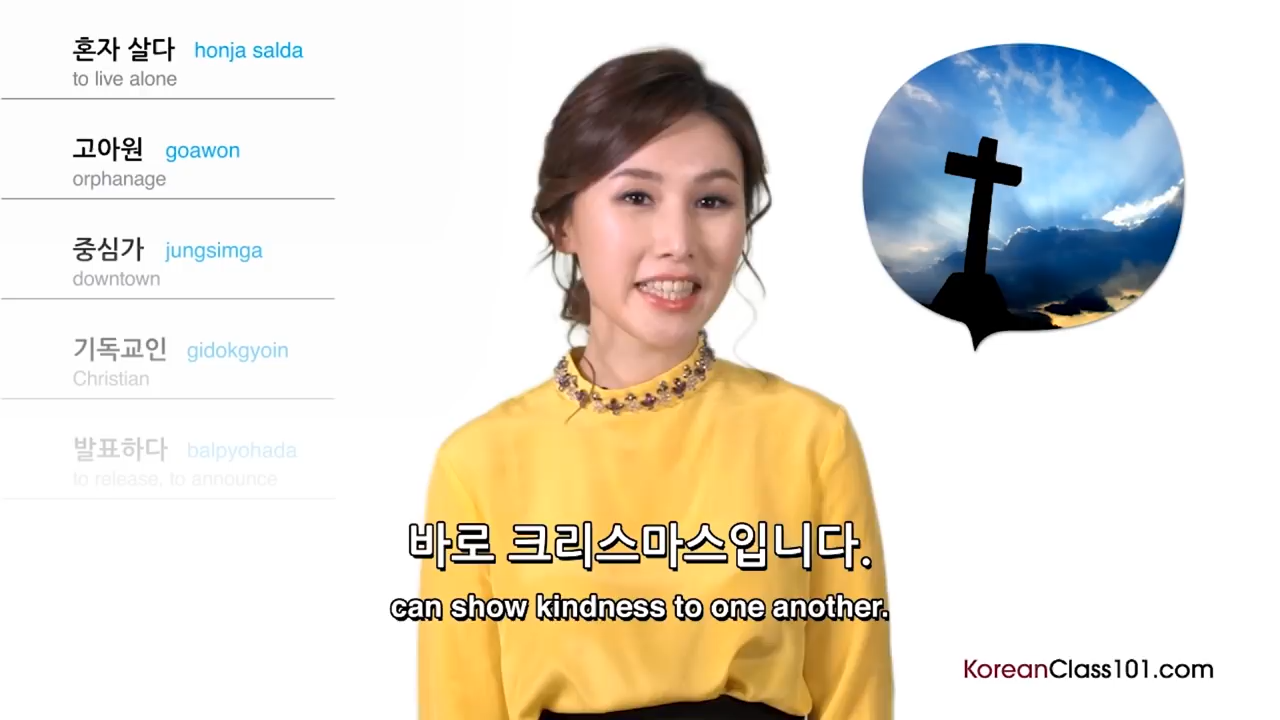 혼자 살다 honja salda
to live alone
고아원 goawon
orphanage
중심가 jungsimga
downtown
기독교인 gidokgyoin
Christian
발표하다 balpyohada
to release, to announce
바로 크리스마스입니다.
can show kindness to one another.
KoreanClass101.com